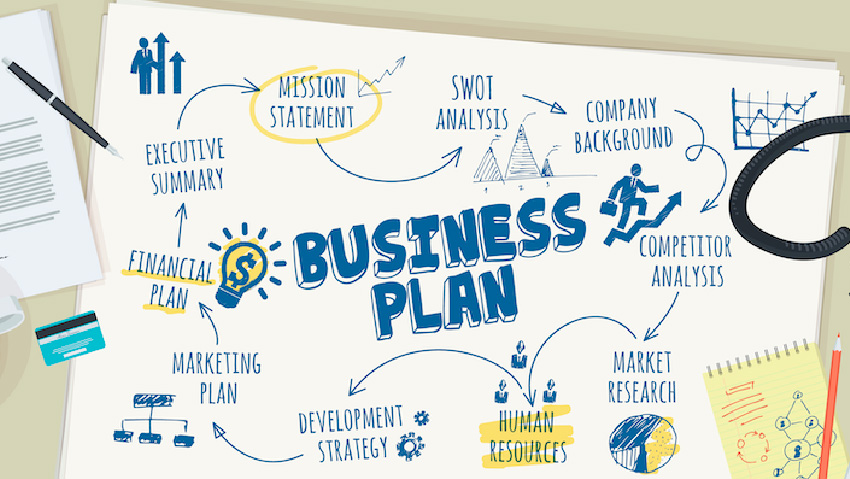 MISSION
STATEMENT
SWOT
ANALYSIS
COMPANY
BACKGROUND
EXECUTIVE
SUMMARY
BUSINESS
PLAN
COMPETITOR
ANALYSIS
FINANCIAL
PLAN
$
MARKETING
PLAN
MARKET
RESEARCH
DEVELOPMENT
STRATEGY
HUMAN
RESOURCES